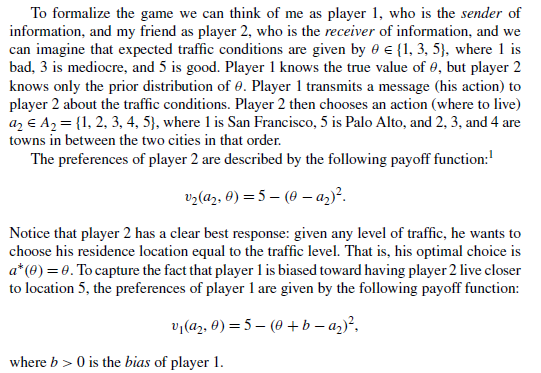 To formalize the game we can think of me as player 1, who is the sender of
information, and my friend as player 2, who is the receiver of information, and we
can imagine that expected traffic conditions are given by θ ∈ {1, 3, 5}, where 1 is
bad, 3 is mediocre, and 5 is good. Player 1 knows the true value of θ, but player 2
knows only the prior distribution of θ. Player 1 transmits a message (his action) to
player 2 about the traffic conditions. Player 2 then chooses an action (where to live)
a₂ ∈ A₂ = {1, 2, 3, 4, 5}, where 1 is San Francisco, 5 is Palo Alto, and 2, 3, and 4 are
towns in between the two cities in that order.
The preferences of player 2 are described by the following payoff function:¹
v₂(a₂, θ) = 5 – (θ – a₂)².
Notice that player 2 has a clear best response: given any level of traffic, he wants to
choose his residence location equal to the traffic level. That is, his optimal choice is
a*(θ) = θ. To capture the fact that player 1 is biased toward having player 2 live closer
to location 5, the preferences of player 1 are given by the following payoff function:
v₁(a₂, θ) = 5 – (θ + b – a₂)²,
where b > 0 is the bias of player 1.